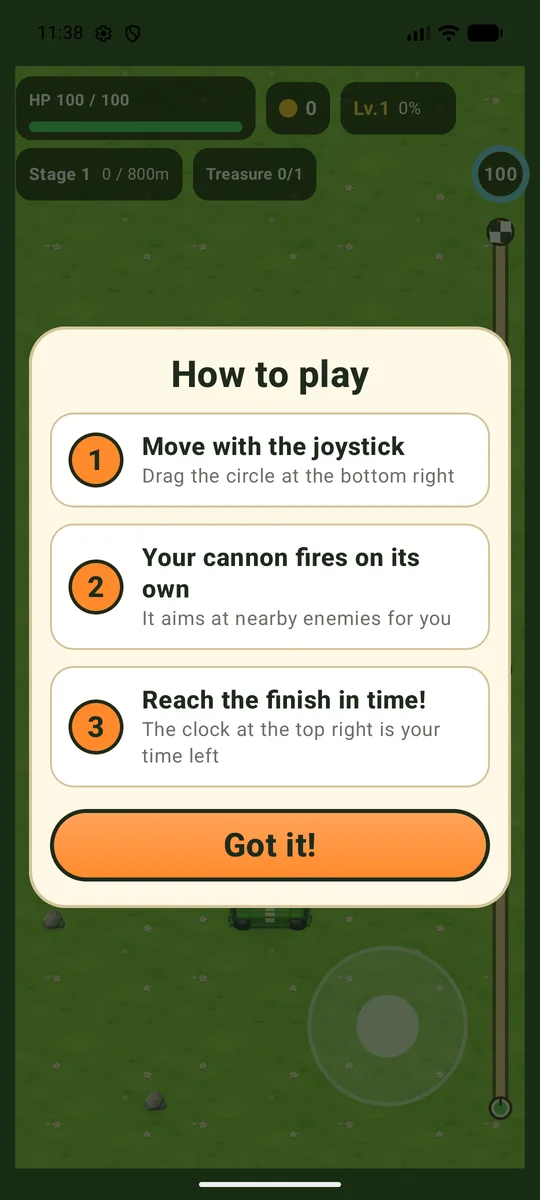 11:38
HP 100 / 100
0
Lv.1 0%
Stage 1 0 / 800m
Treasure 0/1
100
How to play
1
Move with the joystick
Drag the circle at the bottom right
2
Your cannon fires on its
own
It aims at nearby enemies for you
3
Reach the finish in time!
The clock at the top right is your
time left
Got it!